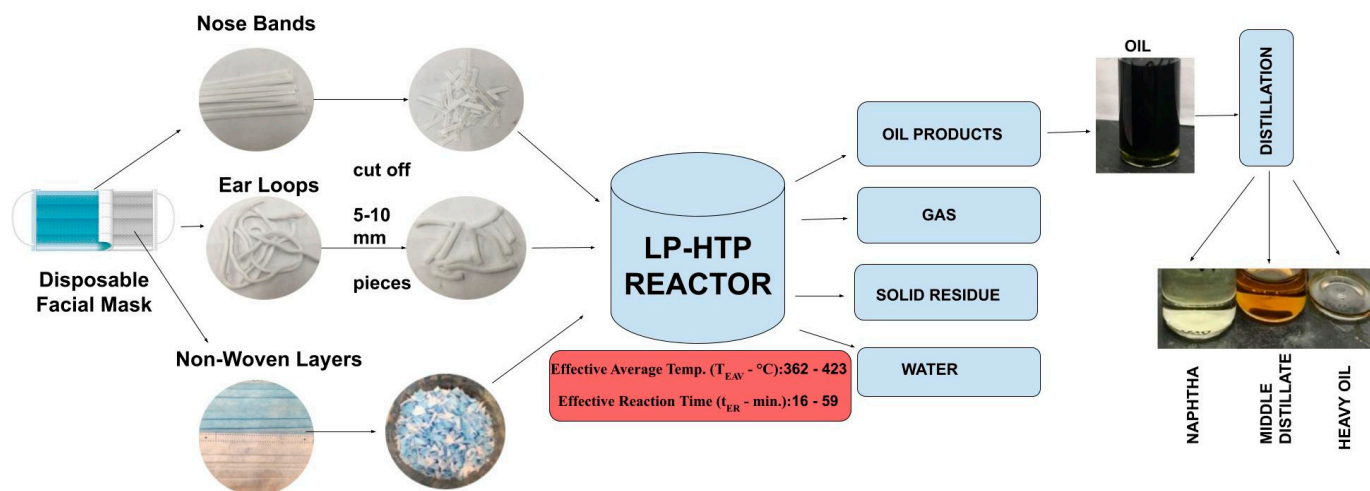 Nose Bands
Ear Loops
cut off
5-10
mm
pieces
Disposable
Facial Mask
Non-Woven Layers
LP-HTP
REACTOR
Effective Average Temp. (T_EAV - °C):362 - 423
Effective Reaction Time (t_ER - min.):16 - 59
OIL PRODUCTS
GAS
SOLID RESIDUE
WATER
OIL
DISTILLATION
NAPHTHA
MIDDLE
DISTILLATE
HEAVY OIL